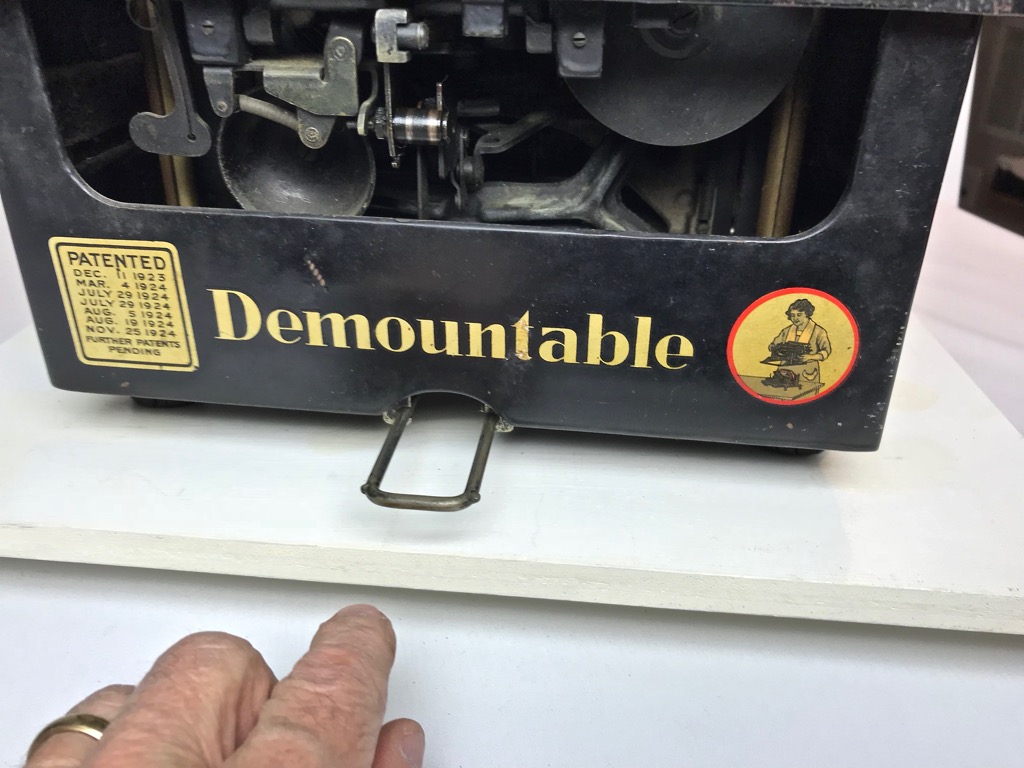 PATENTED
DEC. 11 1923
MAR. 4 1924
JULY 29 1924
JULY 29 1924
AUG. 5 1924
AUG. 19 1924
NOV. 25 1924
FURTHER PATENTS
PENDING
Demountable